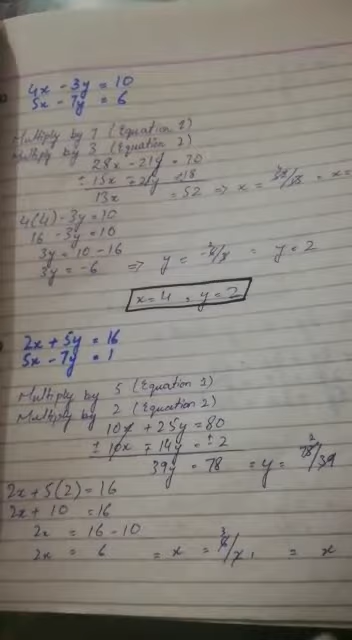 4x - 3y = 10
5x - 7y = 6
Multiply by 7 (Equation 1)
Multiply by 3 (Equation 2)
28x - 21y = 70
± 15x ∓ 21y ± 18
13x = 52 => x = 52/13 = x =
4(4) - 3y = 10
16 - 3y = 10
3y = 10 - 16
3y = -6 => y = -6/3 = y = 2
x = 4 , y = 2
2x + 5y = 16
5x - 7y = 1
Multiply by 5 (Equation 1)
Multiply by 2 (Equation 2)
10x + 25y = 80
± 10x ∓ 14y = ± 2
39y = 78 = y = 78/39 2
2x + 5(2) = 16
2x + 10 = 16
2x = 16 - 10
2x = 6 = x = 6/2 3 1 = x